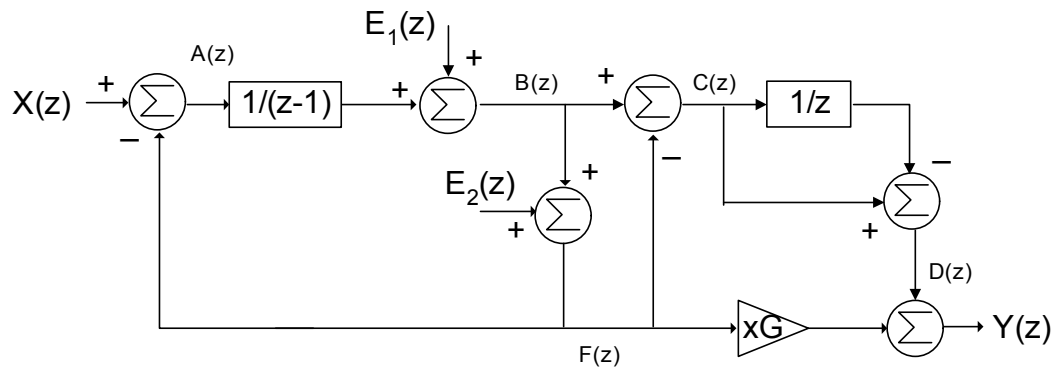 E₁(z)
+
A(z)
B(z)
C(z)
X(z)
+
Σ
−
1/(z-1)
+
Σ
+
Σ
−
1/z
−
E₂(z)
+
+
Σ
+
Σ
D(z)
xG
Σ
Y(z)
F(z)